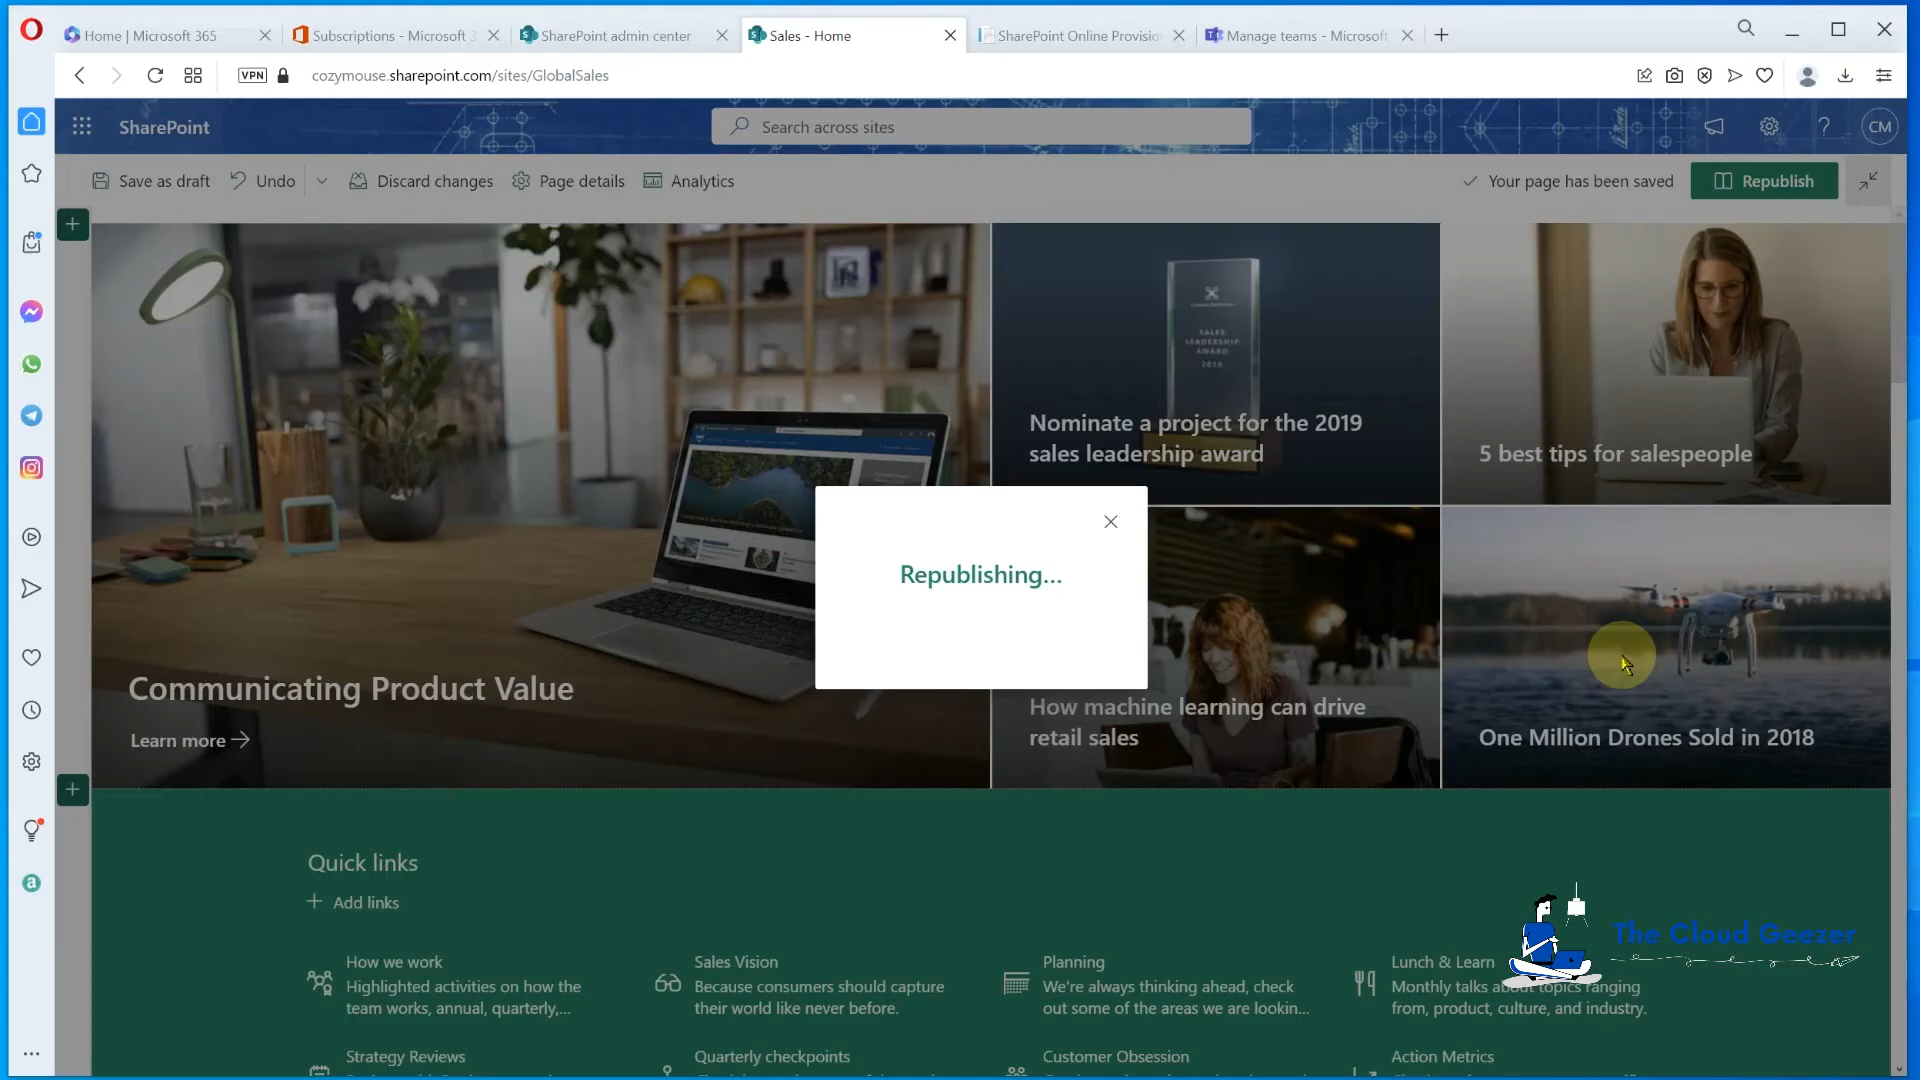 Home | Microsoft 365
Subscriptions - Microsoft 3
SharePoint admin center
Sales - Home
SharePoint Online Provisio
Manage teams - Microsoft
VPN
cozymouse.sharepoint.com/sites/GlobalSales
SharePoint
Search across sites
CM
Save as draft
Undo
Discard changes
Page details
Analytics
Your page has been saved
Republish
SALES
LEADERSHIP
AWARD
2019
Nominate a project for the 2019
sales leadership award
5 best tips for salespeople
Republishing...
Communicating Product Value
Learn more
How machine learning can drive
retail sales
One Million Drones Sold in 2018
Quick links
Add links
How we work
Highlighted activities on how the
team works, annual, quarterly,...
Sales Vision
Because consumers should capture
their world like never before.
Planning
We're always thinking ahead, check
out some of the areas we are lookin...
Lunch & Learn
Monthly talks about topics ranging
from, product, culture, and industry.
The Cloud Geezer
Strategy Reviews
Quarterly checkpoints
Customer Obsession
Action Metrics